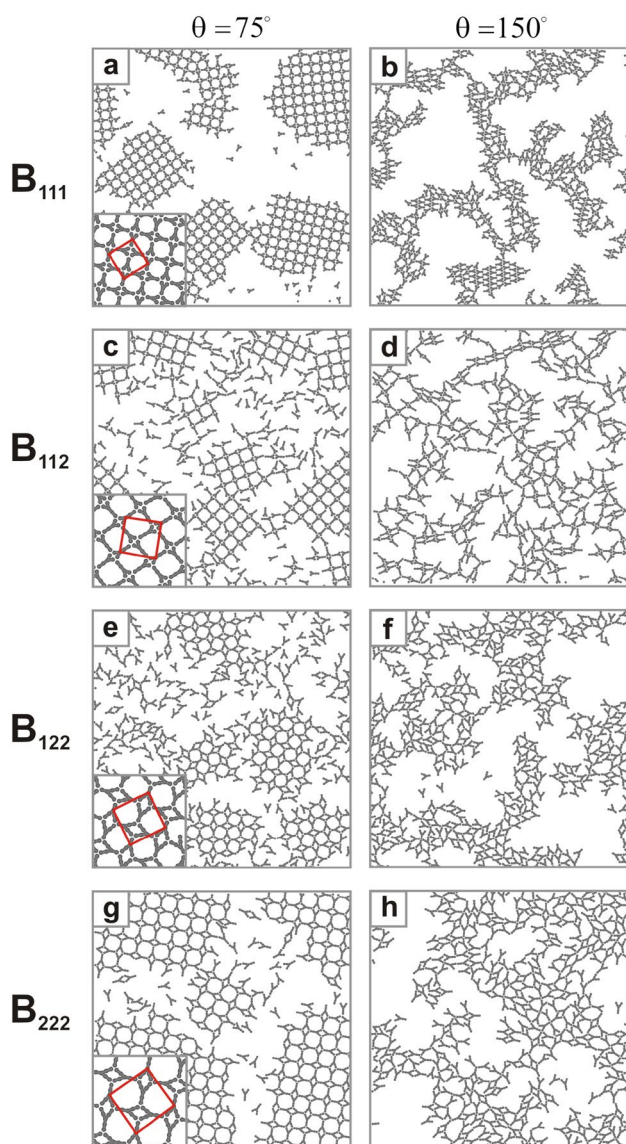 θ = 75° θ = 150°
a b
B₁₁₁
c d
B₁₁₂
e f
B₁₂₂
g h
B₂₂₂